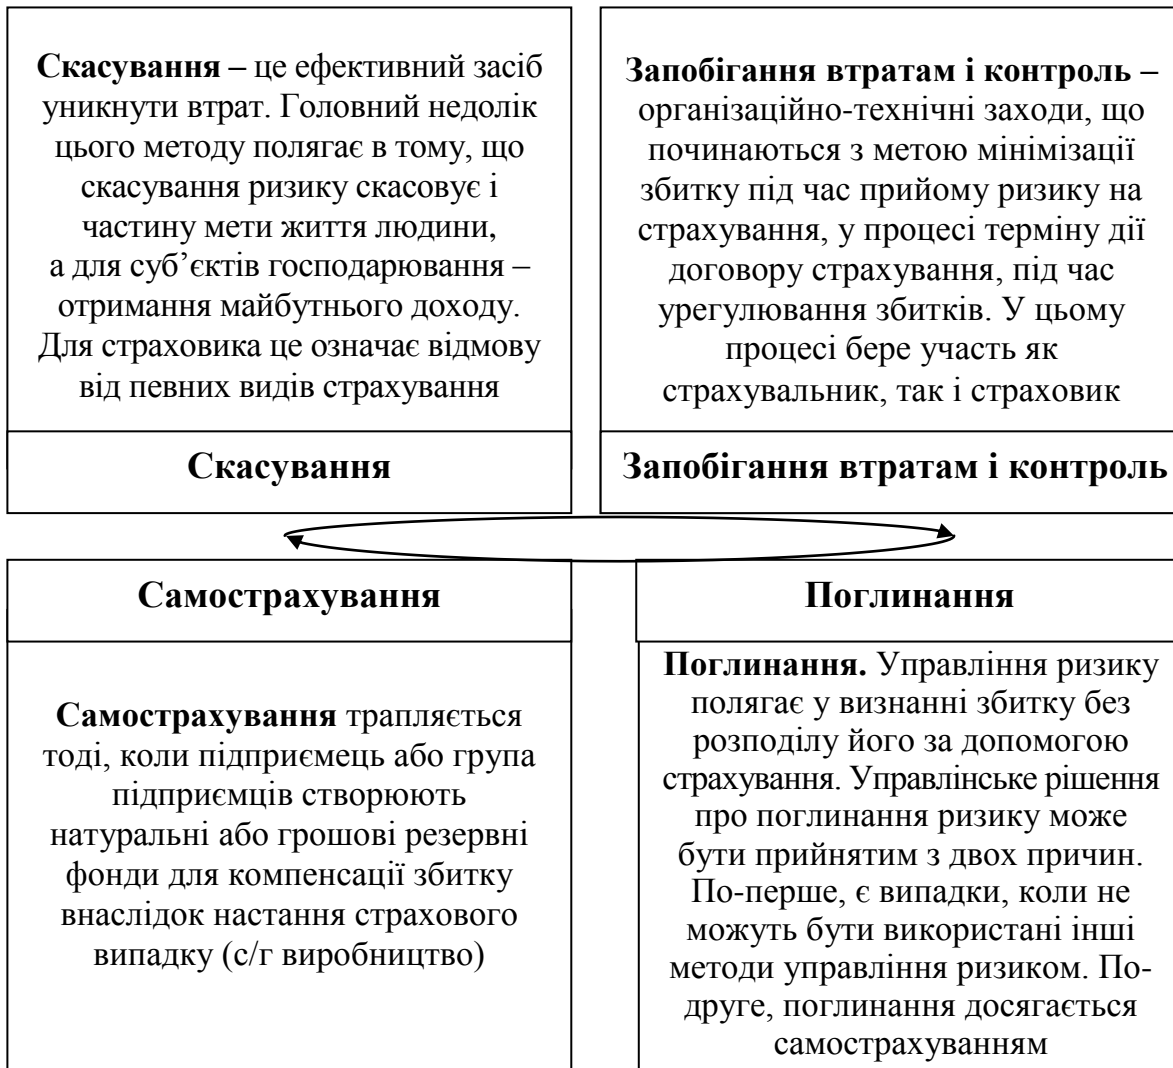 Скасування – це ефективний засіб
уникнути втрат. Головний недолік
цього методу полягає в тому, що
скасування ризику скасовує і
частину мети життя людини,
а для суб’єктів господарювання –
отримання майбутнього доходу.
Для страховика це означає відмову
від певних видів страхування
Скасування
Запобігання втратам і контроль –
організаційно-технічні заходи, що
починаються з метою мінімізації
збитку під час прийому ризику на
страхування, у процесі терміну дії
договору страхування, під час
урегулювання збитків. У цьому
процесі бере участь як
страхувальник, так і страховик
Запобігання втратам і контроль
Самострахування
Самострахування трапляється
тоді, коли підприємець або група
підприємців створюють
натуральні або грошові резервні
фонди для компенсації збитку
внаслідок настання страхового
випадку (с/г виробництво)
Поглинання
Поглинання. Управління ризику
полягає у визнанні збитку без
розподілу його за допомогою
страхування. Управлінське рішення
про поглинання ризику може
бути прийнятим з двох причин.
По-перше, є випадки, коли не
можуть бути використані інші
методи управління ризиком. По-
друге, поглинання досягається
самострахуванням